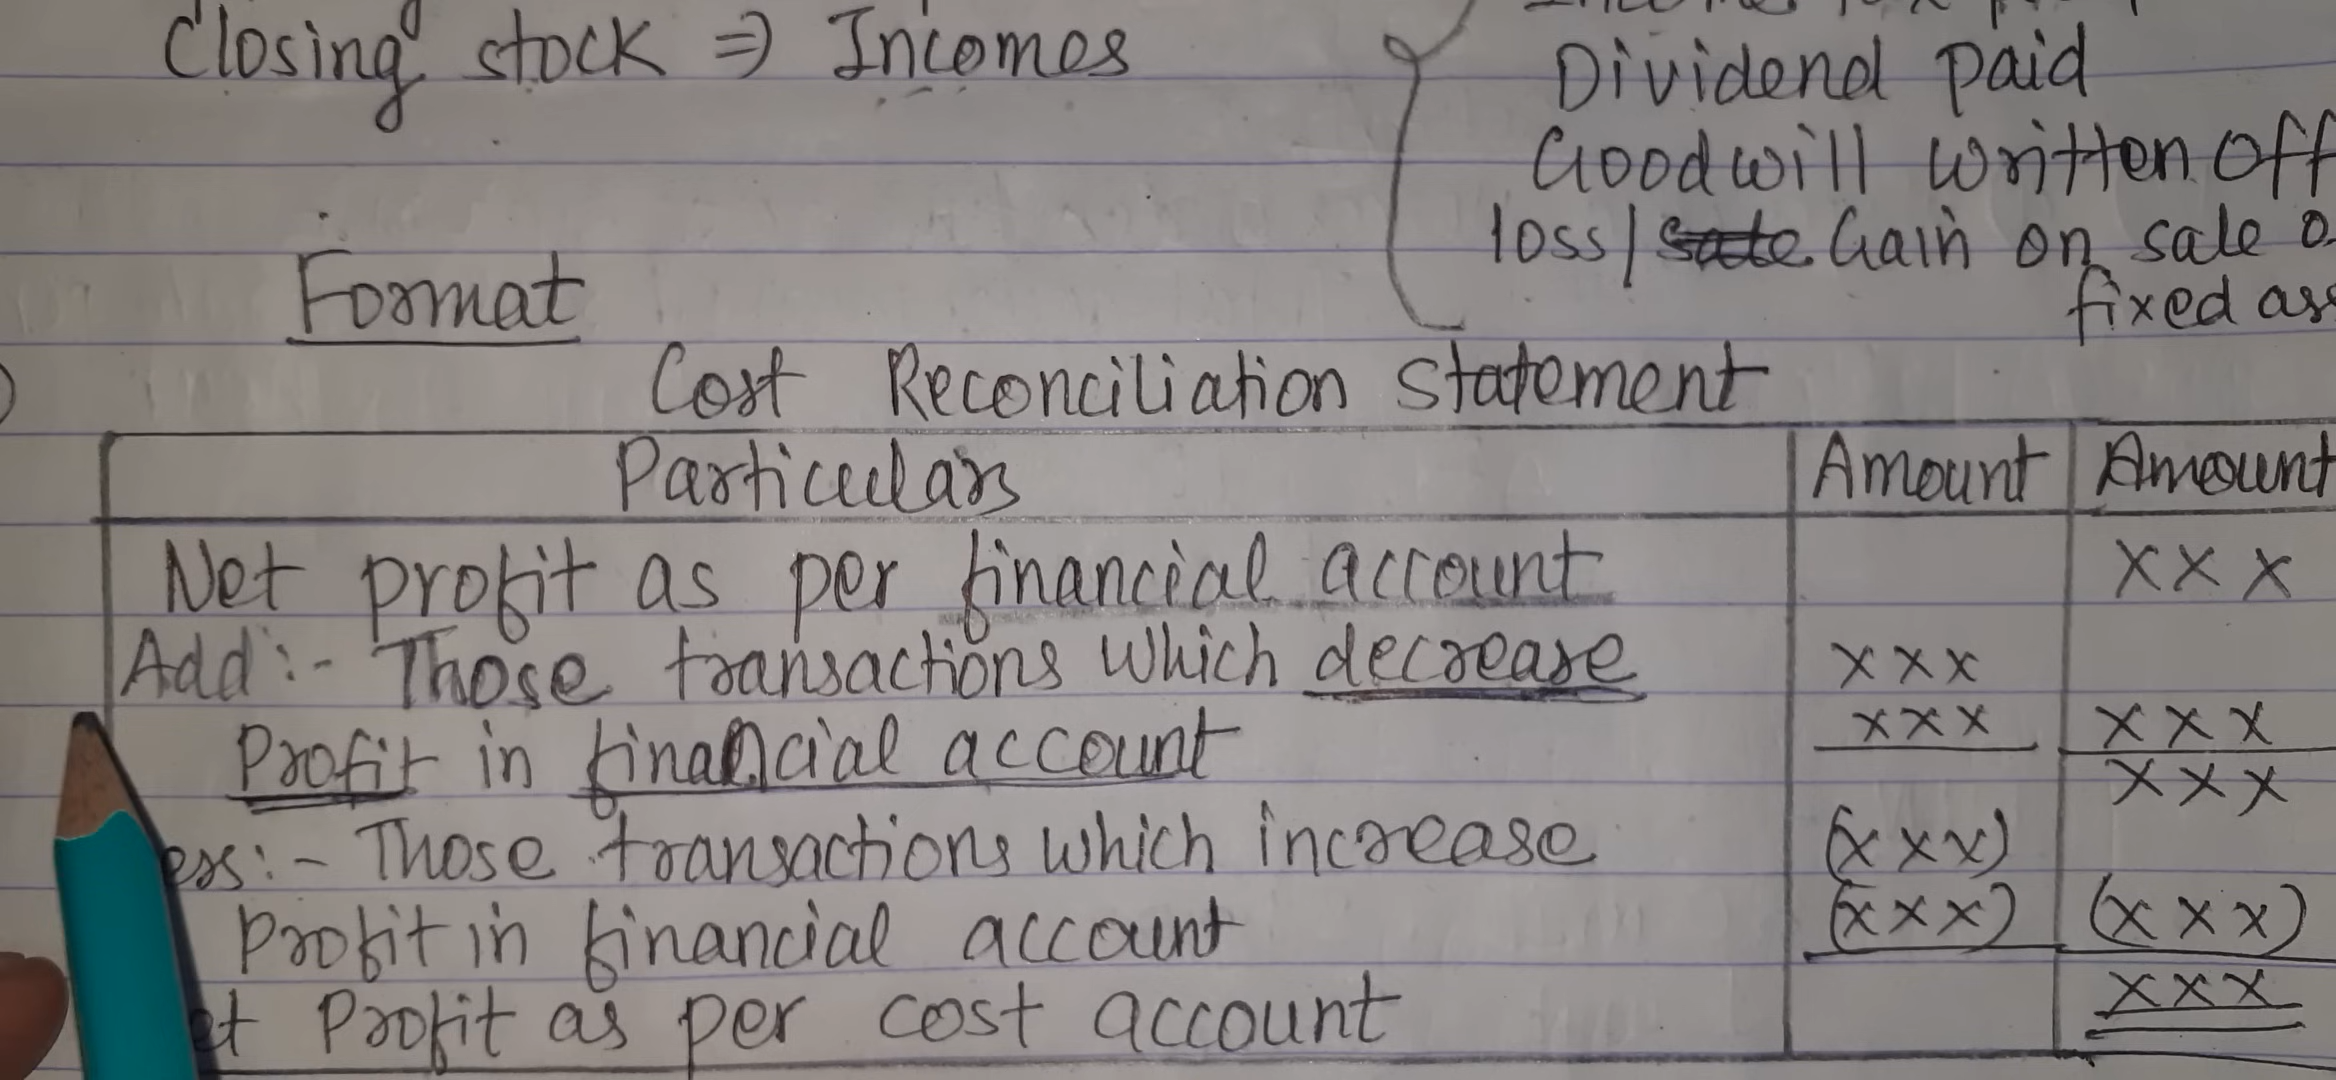 Closing stock ⇒ Incomes
Dividend paid
Goodwill written off
loss/ Gain on sale
fixed
Format
Cost Reconciliation Statement
Particulars Amount Amount
Net profit as per financial account XXX
Add:- Those transactions which decrease XXX
Profit in financial account XXX XXX
XXX
ess:- Those transactions which increase (XXX)
Profit in financial account (XXX) (XXX)
et Profit as per cost account XXX